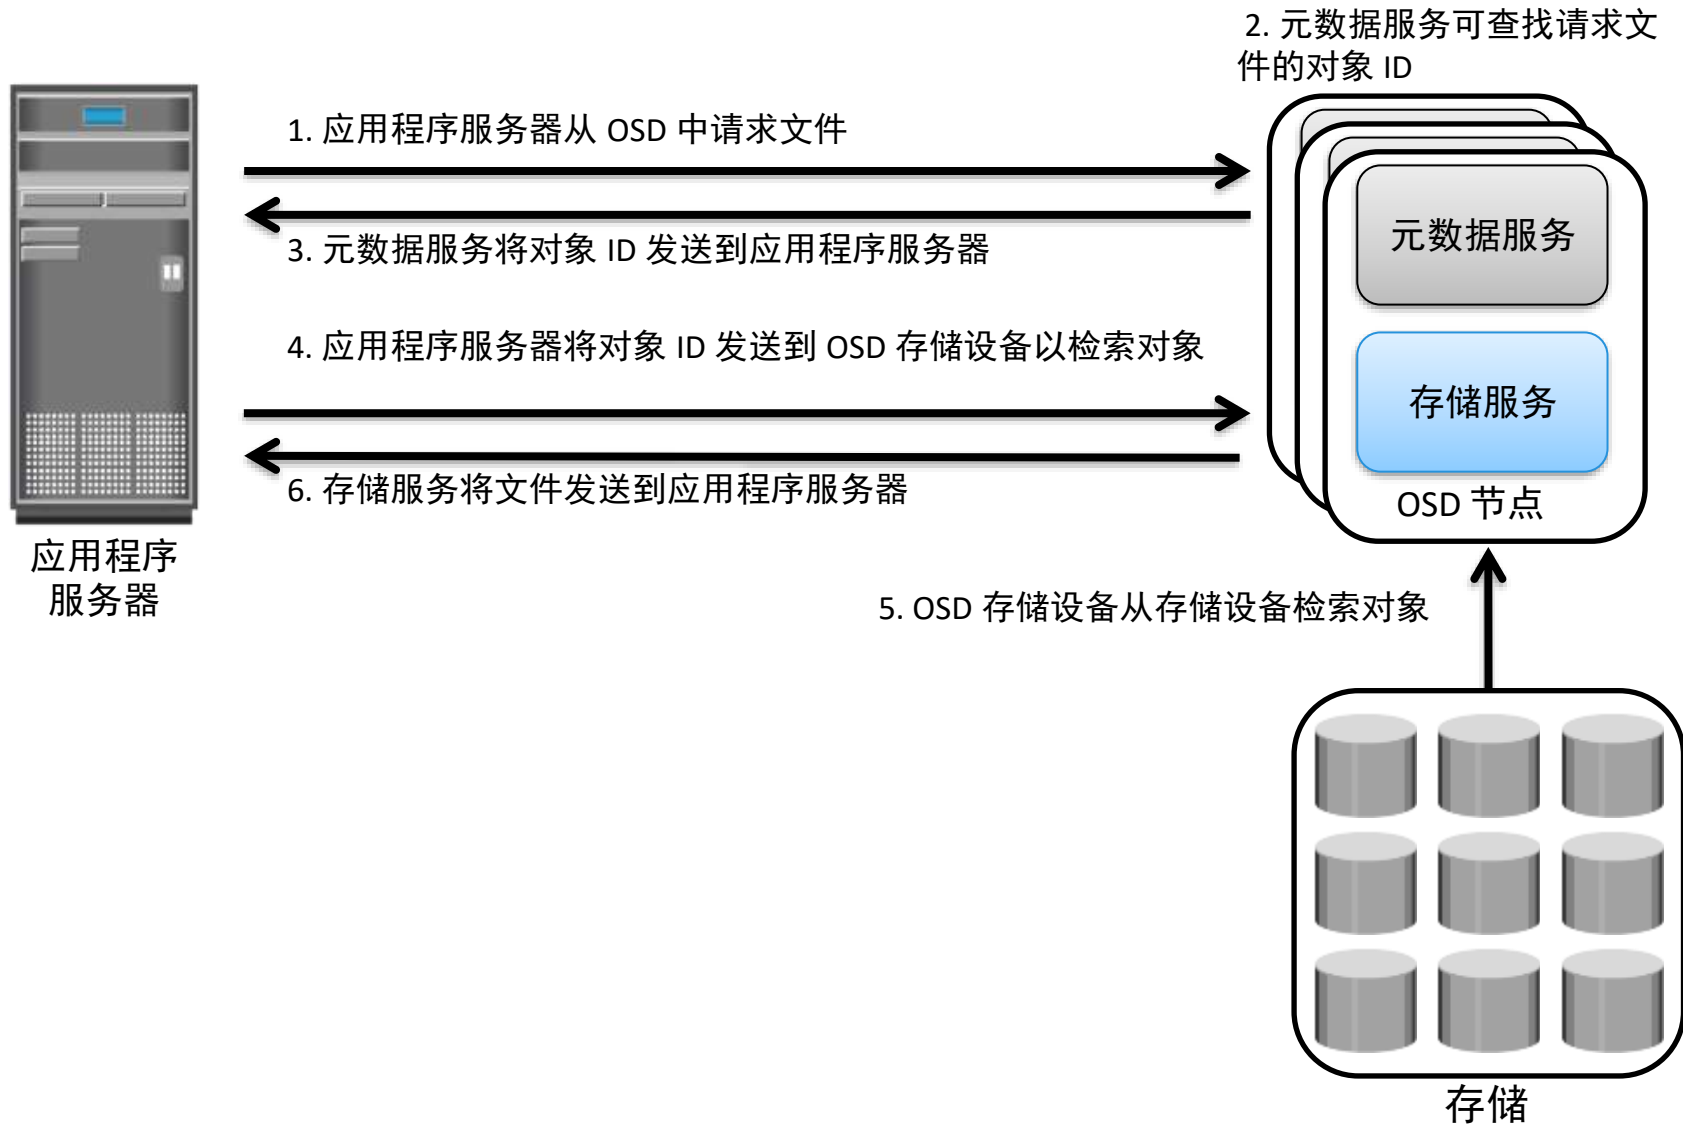 2. 元数据服务可查找请求文
件的对象 ID
1. 应用程序服务器从 OSD 中请求文件
3. 元数据服务将对象 ID 发送到应用程序服务器
元数据服务
4. 应用程序服务器将对象 ID 发送到 OSD 存储设备以检索对象
存储服务
6. 存储服务将文件发送到应用程序服务器
OSD 节点
应用程序
服务器
5. OSD 存储设备从存储设备检索对象
存储